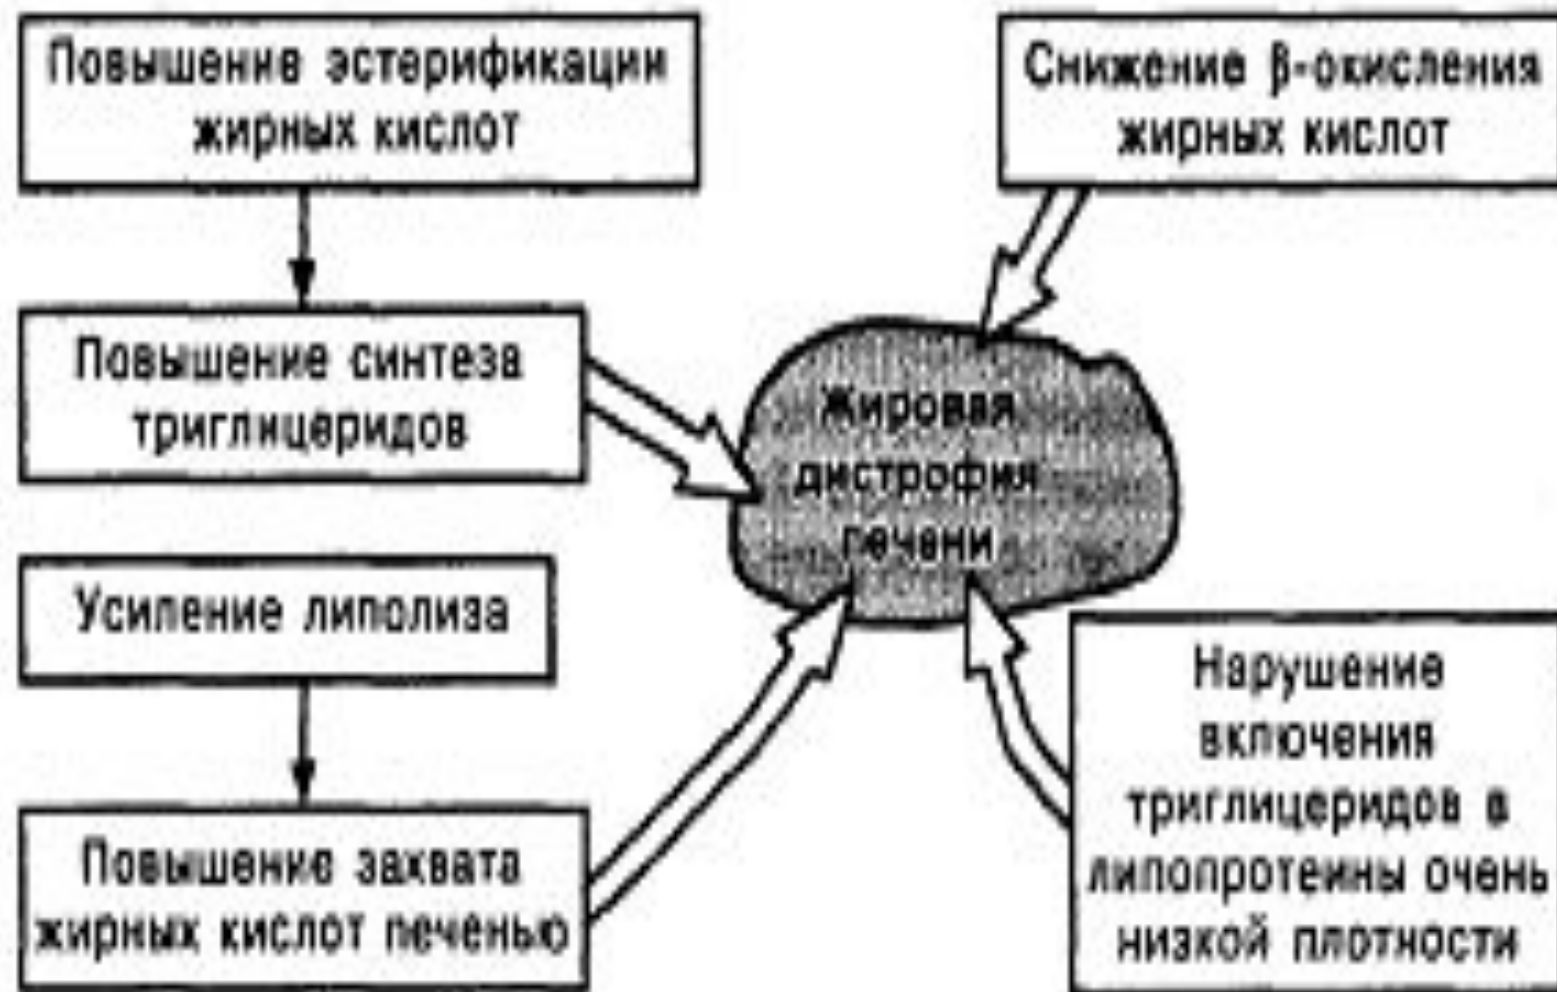 Повышение эстерификации
жирных кислот
Снижение β-окисления
жирных кислот
Повышение синтеза
триглицеридов
Жировая
дистрофия
печени
Усиление липолиза
Повышение захвата
жирных кислот печенью
Нарушение
включения
триглицеридов в
липопротеины очень
низкой плотности